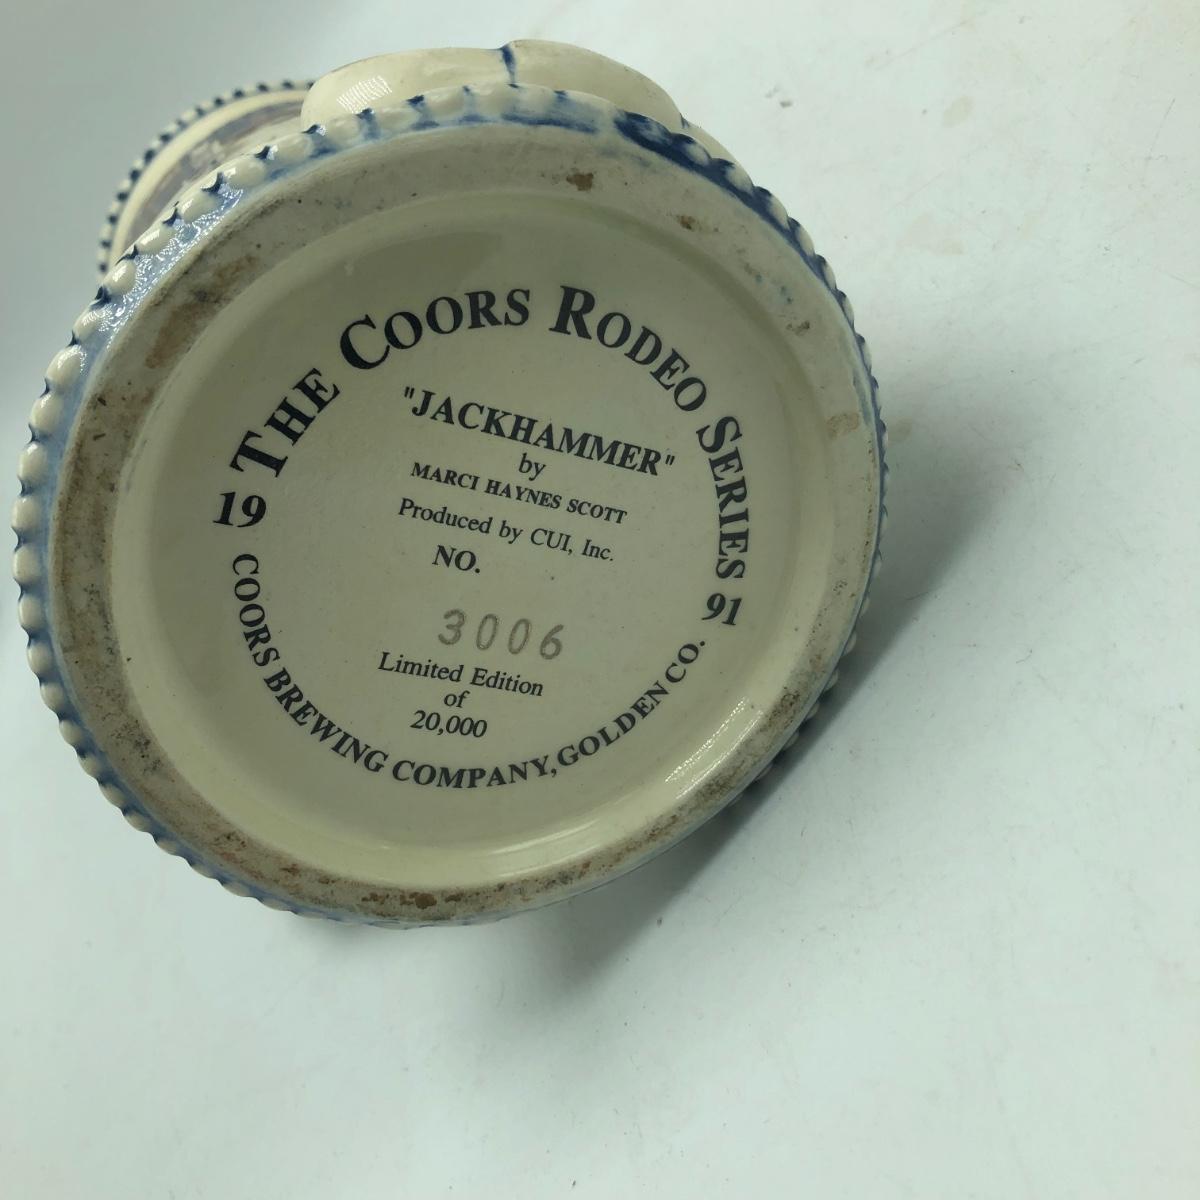 THE COORS RODEO SERIES
19 91
"JACKHAMMER"
by
MARCI HAYNES SCOTT
Produced by CUI, Inc.
NO.
3006
Limited Edition
of
20,000
COORS BREWING COMPANY, GOLDEN CO.